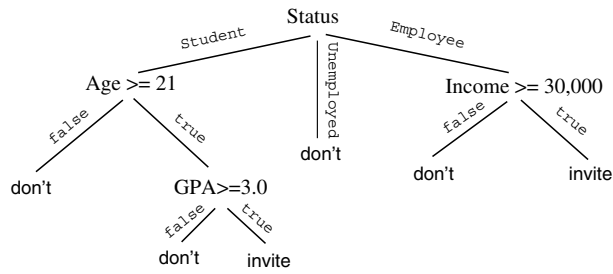 Status
Student
Unemployed
Employee
Age >= 21
Income >= 30,000
false
true
false
true
don't
don't
GPA>=3.0
don't
invite
false
true
don't
invite